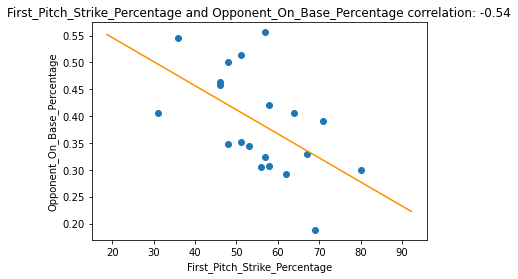 First_Pitch_Strike_Percentage and Opponent_On_Base_Percentage correlation: -0.54
Opponent_On_Base_Percentage
0.55
0.50
0.45
0.40
0.35
0.30
0.25
0.20
20 30 40 50 60 70 80 90
First_Pitch_Strike_Percentage